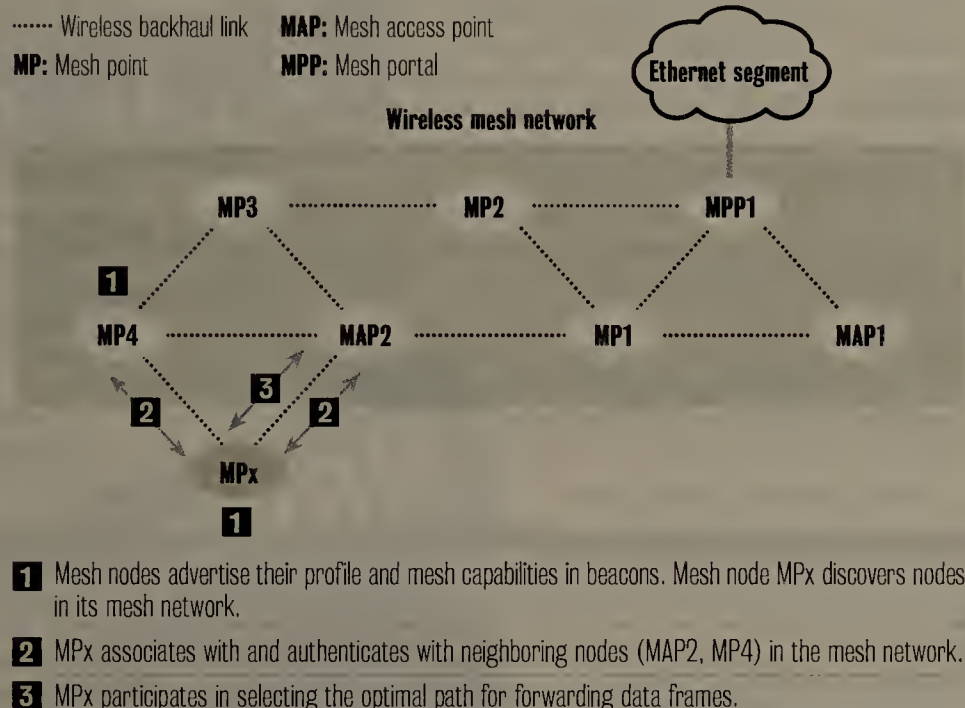 Wireless backhaul link MAP: Mesh access point
MP: Mesh point MPP: Mesh portal
Ethernet segment
Wireless mesh network
MP3 MP2 MPP1
1
MP4 MAP2 MP1 MAP1
3
2 2
MPx
1
1 Mesh nodes advertise their profile and mesh capabilities in beacons. Mesh node MPx discovers nodes
in its mesh network.
2 MPx associates with and authenticates with neighboring nodes (MAP2, MP4) in the mesh network.
3 MPx participates in selecting the optimal path for forwarding data frames.